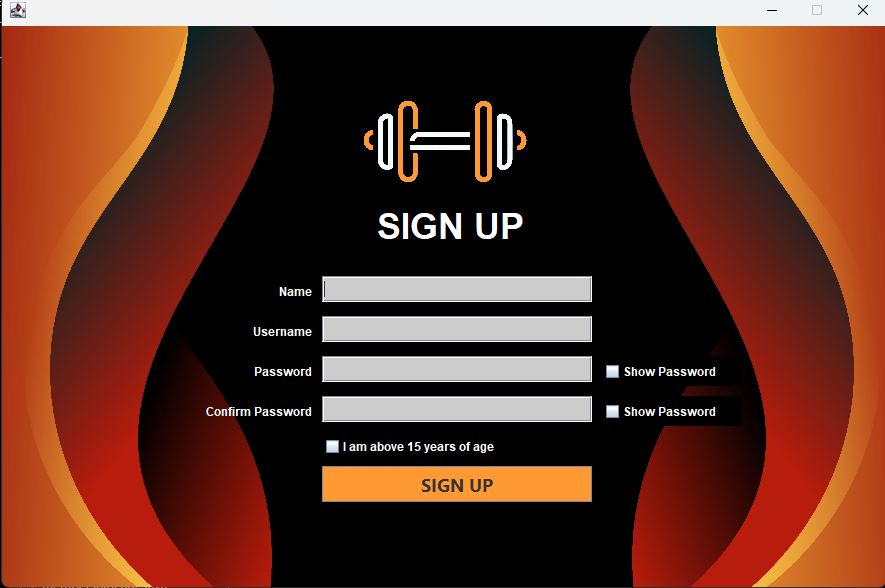 SIGN UP
Name
Username
Password
Show Password
Confirm Password
Show Password
I am above 15 years of age
SIGN UP